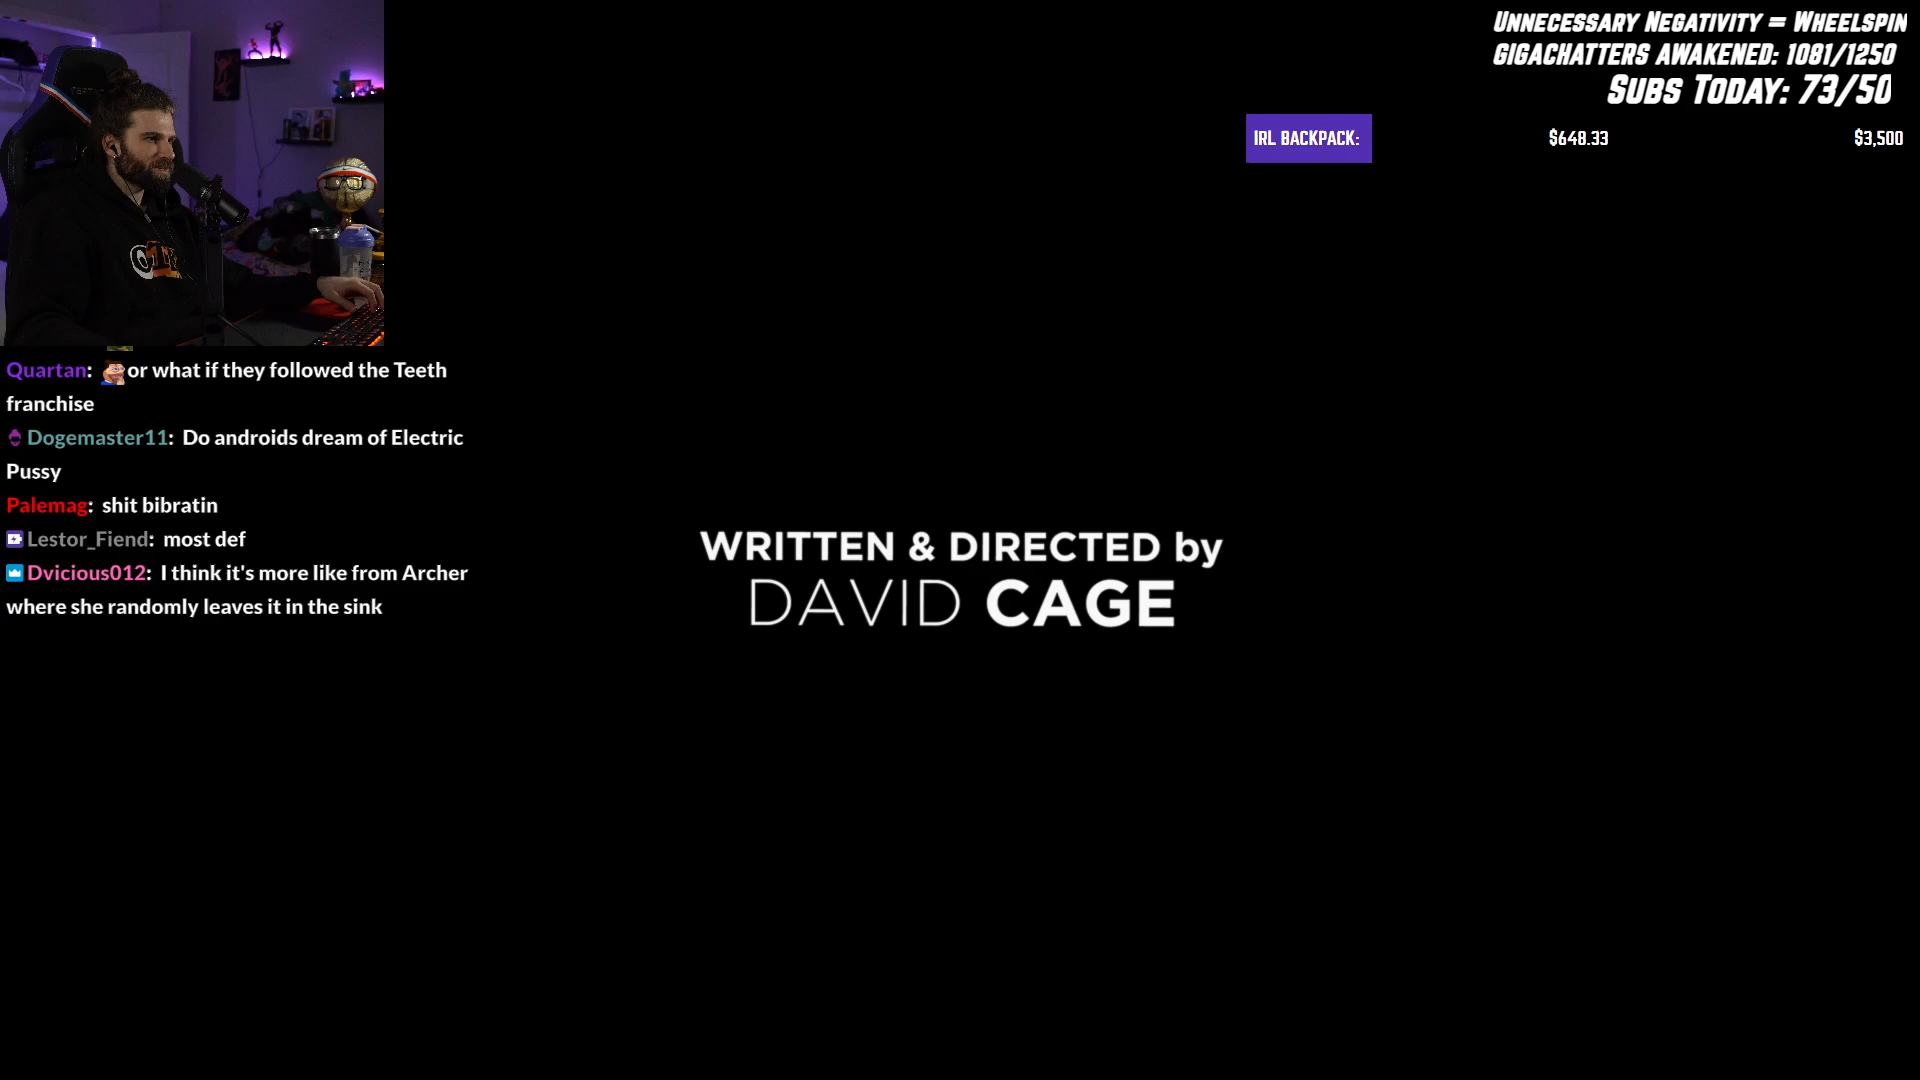 UNNECESSARY NEGATIVITY = WHEELSPIN
GIGACHATTERS AWAKENED: 1081/1250
SUBS TODAY: 73/50
IRL BACKPACK: $648.33 $3,500
Quartan: or what if they followed the Teeth
franchise
Dogemaster11: Do androids dream of Electric
Pussy
Palemag: shit bibratin
Lestor_Fiend: most def
Dvicious012: I think it's more like from Archer
where she randomly leaves it in the sink
WRITTEN & DIRECTED by
DAVID CAGE